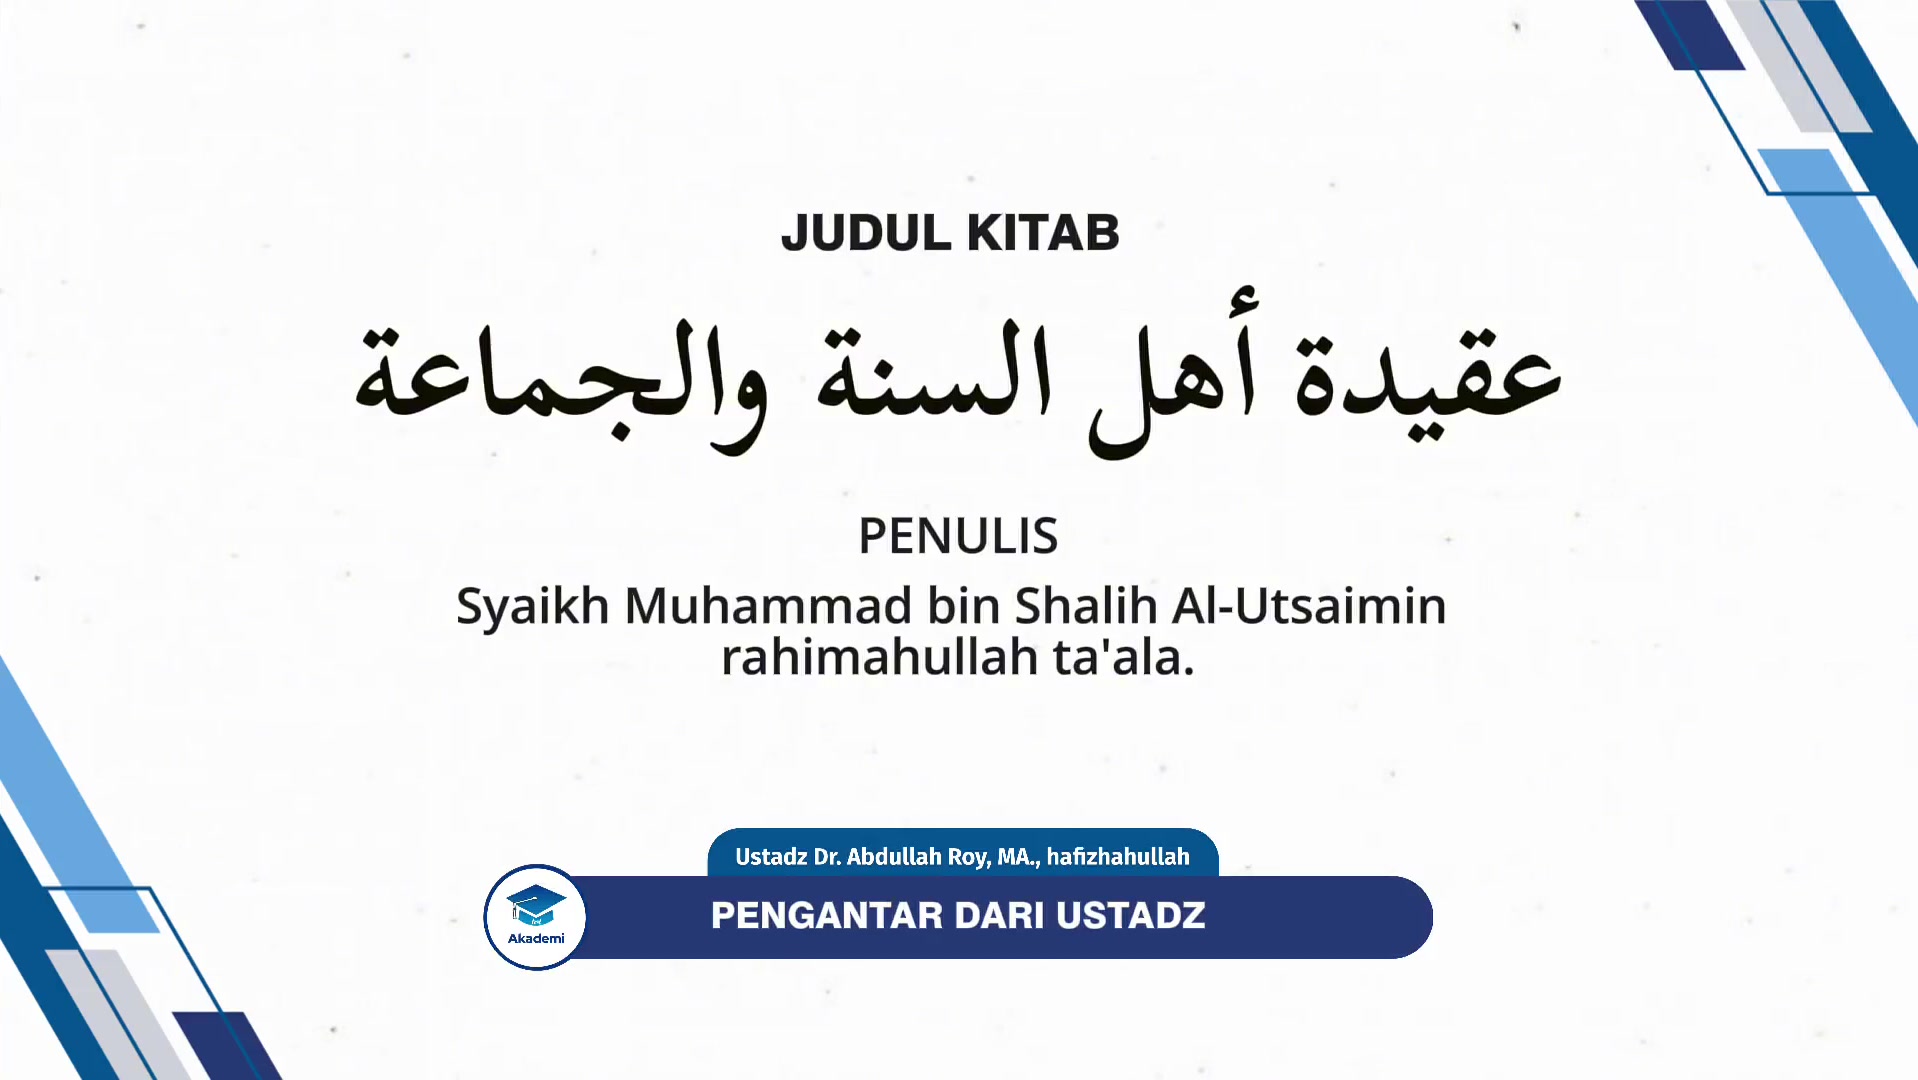 JUDUL KITAB
عقيدة أهل السنة والجماعة
PENULIS
Syaikh Muhammad bin Shalih Al-Utsaimin
rahimahullah ta'ala.
Ustadz Dr. Abdullah Roy, MA., hafizhahullah
PENGANTAR DARI USTADZ
Akademi